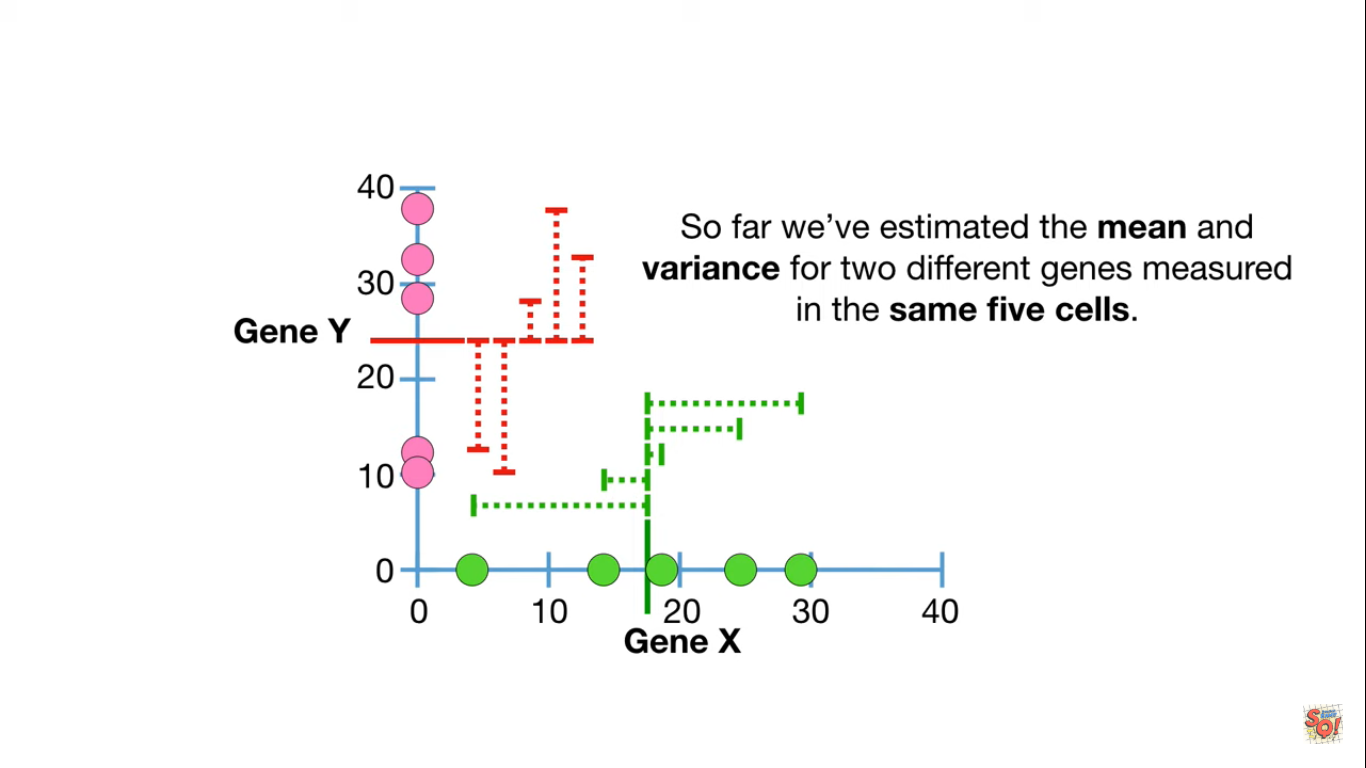 40
So far we've estimated the mean and
variance for two different genes measured
in the same five cells.
30
Gene Y
20
10
0
0 10 20 30 40
Gene X
SQ!